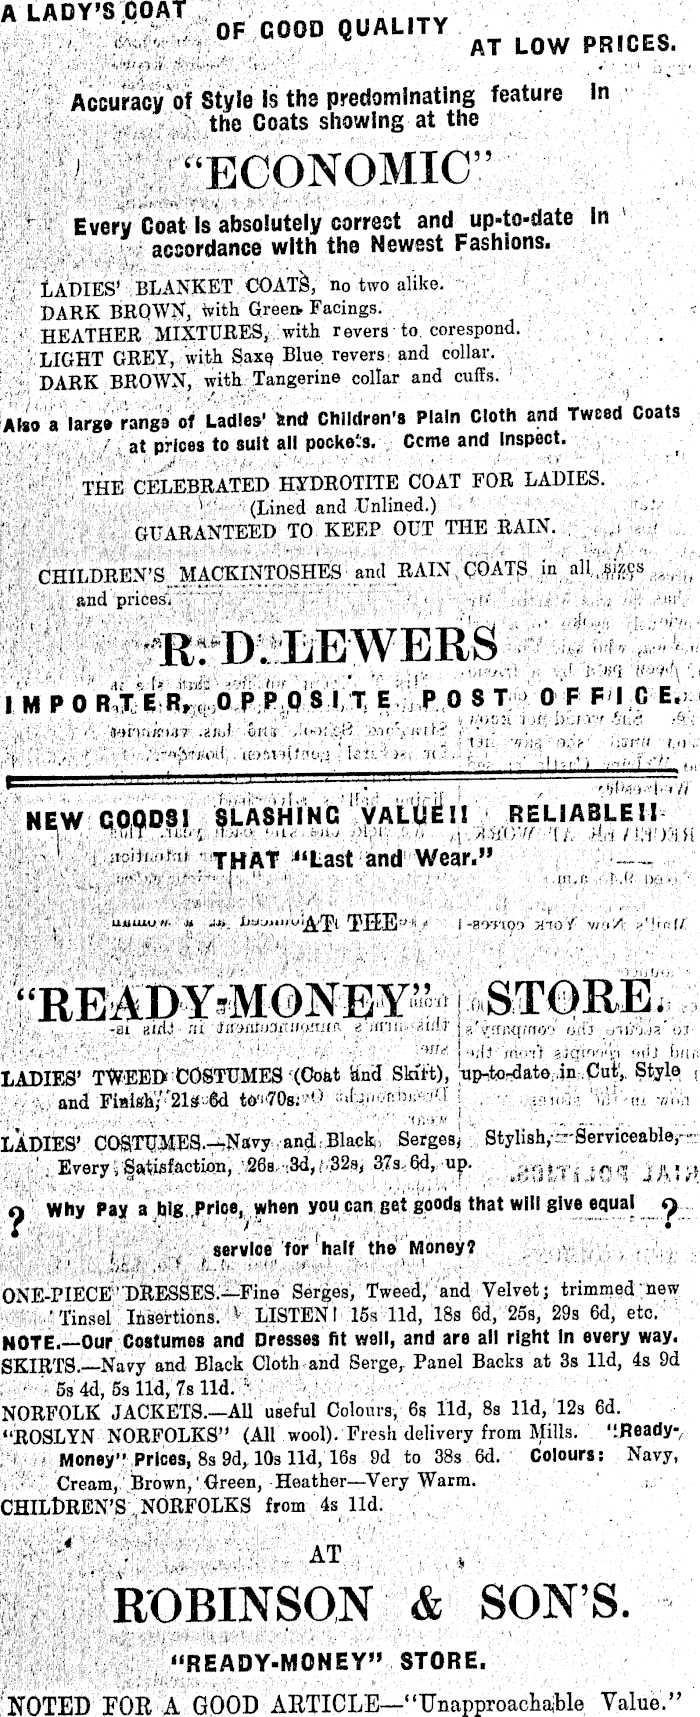 A LADY'S COAT
OF GOOD QUALITY
AT LOW PRICES.
Accuracy of Style is the predominating feature in
the Coats showing at the
"ECONOMIC"
Every Coat is absolutely correct and up-to-date in
accordance with the Newest Fashions.
LADIES' BLANKET COATS, no two alike.
DARK BROWN, with Green Facings.
HEATHER MIXTURES, with revers to corespond.
LIGHT GREY, with Saxe Blue revers and collar.
DARK BROWN, with Tangerine collar and cuffs.
Also a large range of Ladies' and Children's Plain Cloth and Tweed Coats
at prices to suit all pockets. Come and Inspect.
THE CELEBRATED HYDROTITE COAT FOR LADIES.
(Lined and Unlined.)
GUARANTEED TO KEEP OUT THE RAIN.
CHILDREN'S MACKINTOSHES and RAIN COATS in all sizes
and prices.
R. D. LEWERS
IMPORTER, OPPOSITE POST OFFICE.
NEW GOODS! SLASHING VALUE!! RELIABLE!!
THAT "Last and Wear."
AT THE
"READY-MONEY" STORE.
LADIES' TWEED COSTUMES (Coat and Skirt), up-to-date in Cut, Style
and Finish, 21s 6d to 70s.
LADIES' COSTUMES.—Navy and Black Serges, Stylish, Serviceable,
Every Satisfaction, 26s 3d, 32s, 37s 6d, up.
? Why Pay a big Price, when you can get goods that will give equal ?
service for half the Money?
ONE-PIECE DRESSES.—Fine Serges, Tweed, and Velvet; trimmed new
Tinsel Insertions. LISTEN! 15s 11d, 18s 6d, 25s, 29s 6d, etc.
NOTE.—Our Costumes and Dresses fit well, and are all right in every way.
SKIRTS.—Navy and Black Cloth and Serge, Panel Backs at 3s 11d, 4s 9d
5s 4d, 5s 11d, 7s 11d.
NORFOLK JACKETS.—All useful Colours, 6s 11d, 8s 11d, 12s 6d.
"ROSLYN NORFOLKS" (All wool). Fresh delivery from Mills. "Ready-
Money" Prices, 8s 9d, 10s 11d, 16s 9d to 38s 6d. Colours: Navy,
Cream, Brown, Green, Heather—Very Warm.
CHILDREN'S NORFOLKS from 4s 11d.
AT
ROBINSON & SON'S.
"READY-MONEY" STORE.
NOTED FOR A GOOD ARTICLE—"Unapproachable Value."